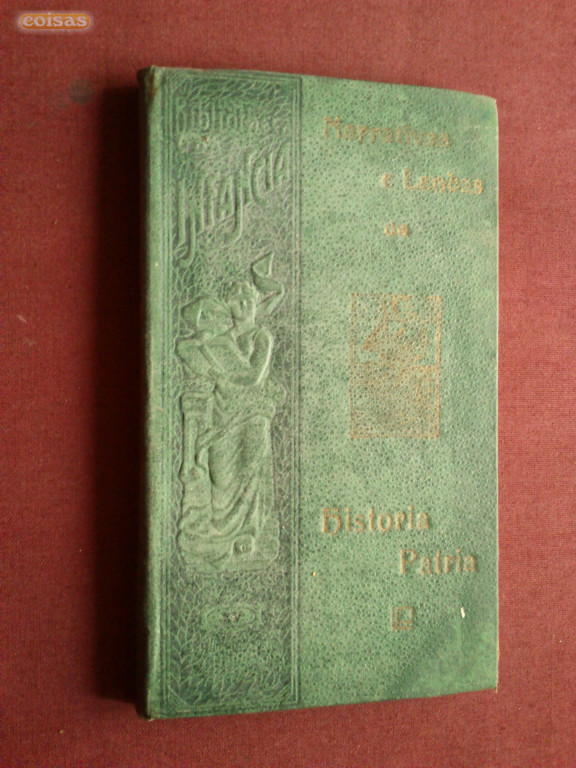 coisas
Bibliotheca
Infancia
Narrativas
e Lendas
da
Historia
Patria